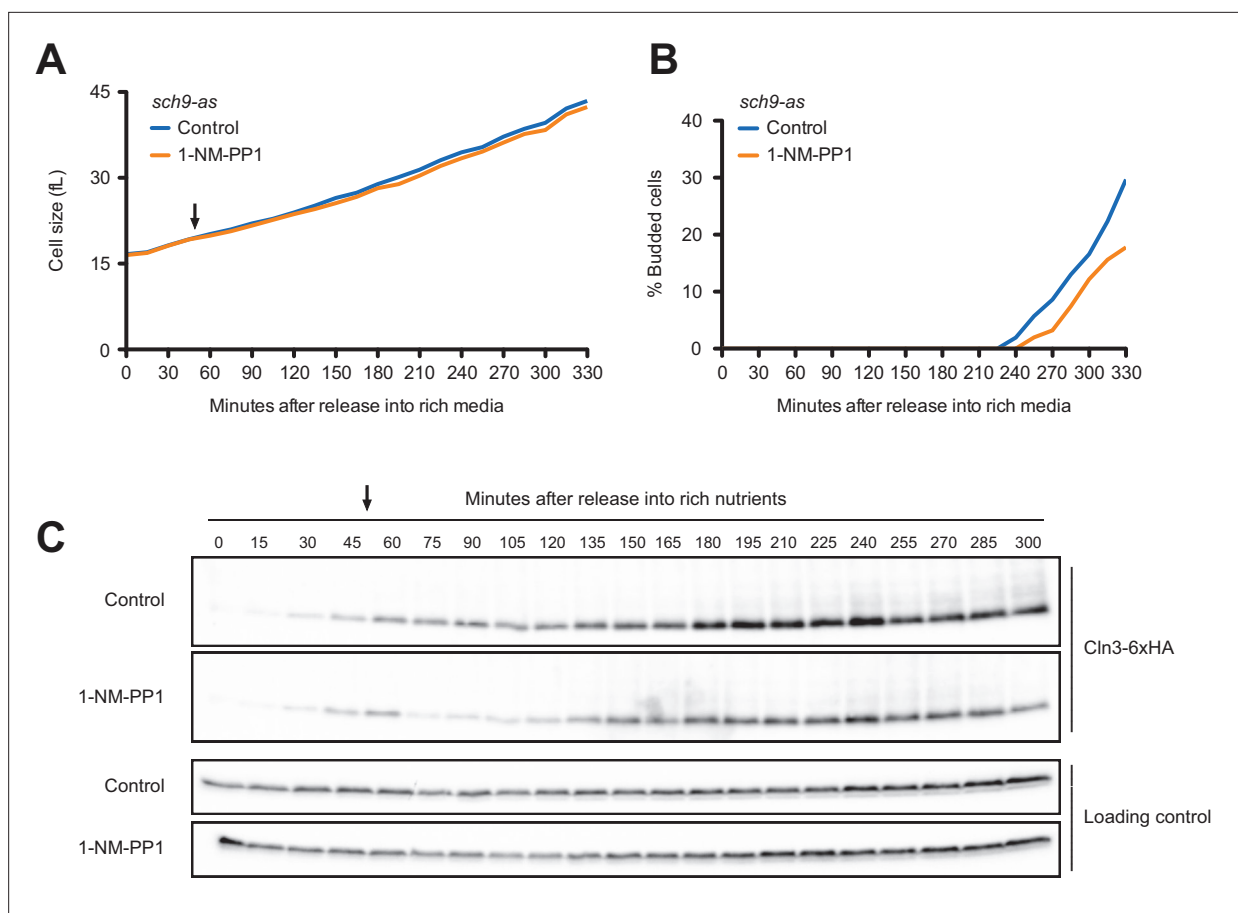 A
B
sch9-as
Control
1-NM-PP1
Cell size (fL)
45
30
15
0
0 30 60 90 120 150 180 210 240 270 300 330
Minutes after release into rich media
sch9-as
Control
1-NM-PP1
% Budded cells
40
30
20
10
0
0 30 60 90 120 150 180 210 240 270 300 330
Minutes after release into rich media
C
Minutes after release into rich nutrients
0 15 30 45 60 75 90 105 120 135 150 165 180 195 210 225 240 255 270 285 300
Control
1-NM-PP1
Cln3-6xHA
Control
1-NM-PP1
Loading control